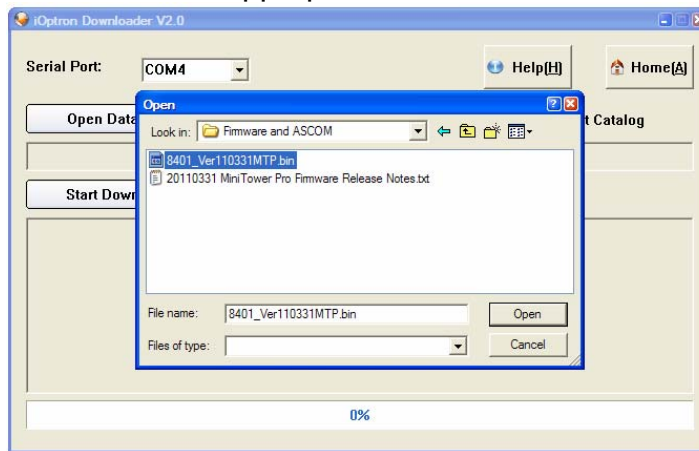 iOptron Downloader V2.0
Serial Port: COM4 Help(H) Home(A)
Open Data
t Catalog
Start Down
Open
Look in: Firmware and ASCOM
8401_Ver110331MTP.bin
20110331 MiniTower Pro Firmware Release Notes.txt
File name: 8401_Ver110331MTP.bin Open
Files of type: Cancel
0%